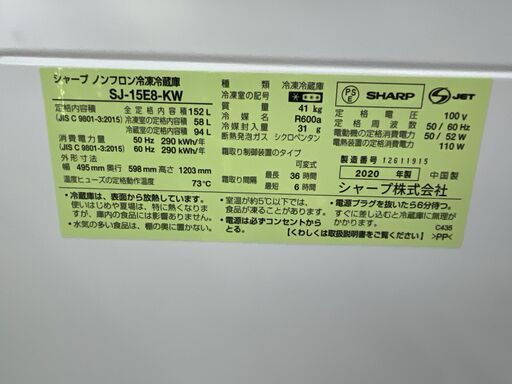 シャープ ノンフロン冷凍冷蔵庫
SJ-15E8-KW
定格内容積 全定格内容積 152 L
(JIS C 9801-3:2015) 冷凍室の定格内容積 58 L
冷蔵室の定格内容積 94 L
消費電力量 50 Hz 290 kWh/年
(JIS C 9801-3:2015) 60 Hz 290 kWh/年
外形寸法
幅 495 mm 奥行 598 mm 高さ 1203 mm
温度ヒューズの定格動作温度 73℃
種類 冷凍冷蔵庫
冷凍室の記号
質量 41 kg
冷媒名 R600a
冷媒封入量 31 g
断熱発泡ガス シクロペンタン
霜取り制御装置のタイプ
可変式
霜取り間隔 最長 36 時間
最短 6 時間
PS
E
SHARP
S JET
定格電圧 100 V
定格周波数 50 / 60 Hz
電動機の定格消費電力 50 / 52 W
電熱装置の定格消費電力 110 W
製造番号 12611915
2020 年製 中国製
シャープ株式会社
・冷蔵庫は、表面から放熱しています。
使いはじめや夏場は、特に熱くなりますが、庫内の食品には影響ありません。
・水気の多い食品は、棚の奥に置かない。
室温が約5℃以下では、
食品が凍ることがあります。
・電源は必ずコンセントから
とる。
・電源プラグを抜いたら6分待つ。
すぐに差し込むと冷凍機に無理が
かかります。
【くわしくは取扱説明書をご覧ください】
C435
>PP<